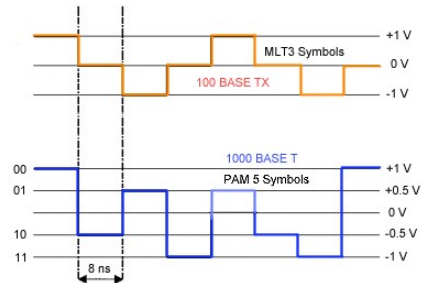 +1 V
MLT3 Symbols
0 V
100 BASE TX
-1 V
1000 BASE T
00
+1 V
PAM 5 Symbols
01
+0.5 V
0 V
10
-0.5 V
11
-1 V
8 ns